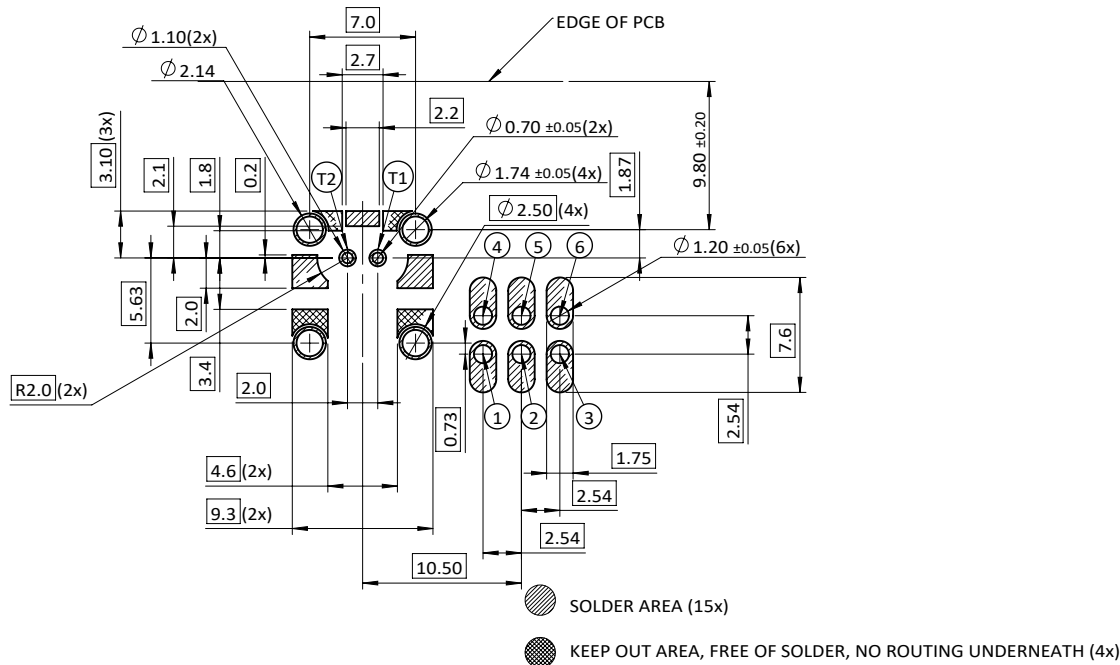 7.0
EDGE OF PCB
∅ 1.10(2x)
2.7
∅ 2.14
2.2
∅ 0.70 ±0.05(2x)
3.10 (3x)
2.1
1.8
0.2
T2
T1
∅ 1.74 ±0.05(4x)
1.87
9.80 ±0.20
∅ 2.50 (4x)
4
5
6
∅ 1.20 ±0.05(6x)
5.63
2.0
3.4
7.6
R2.0 (2x)
2.0
0.73
1
2
3
2.54
1.75
4.6 (2x)
2.54
9.3 (2x)
2.54
10.50
SOLDER AREA (15x)
KEEP OUT AREA, FREE OF SOLDER, NO ROUTING UNDERNEATH (4x)